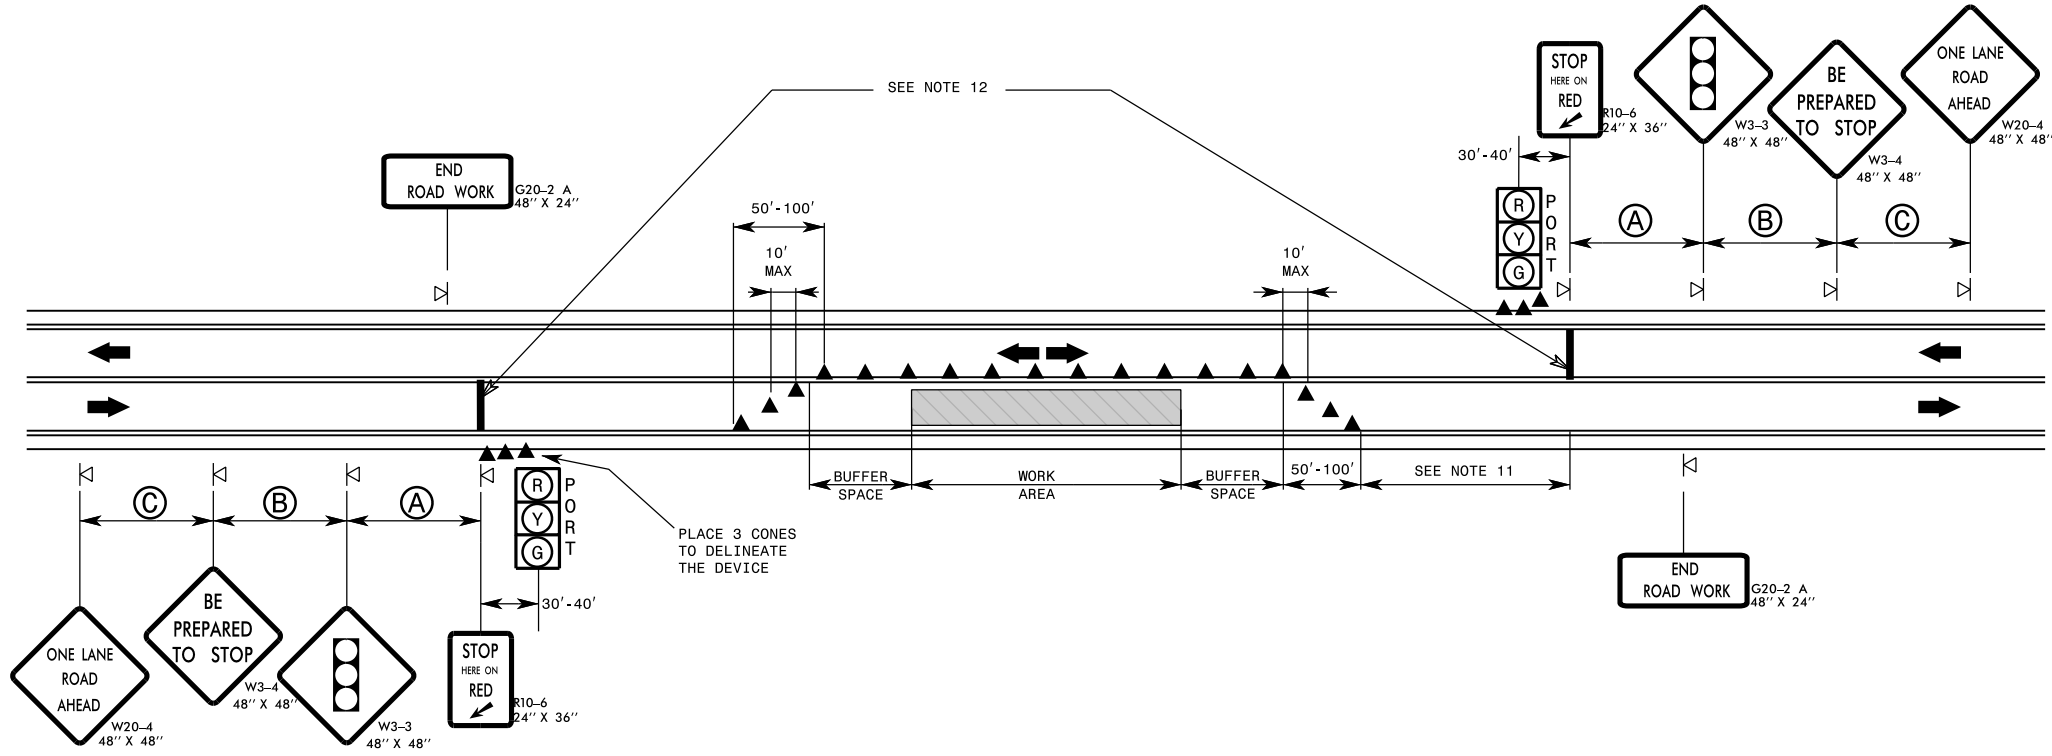 SEE NOTE 12
STOP
HERE ON
RED
R10-6
24'' X 36''
W3-3
48'' X 48''
BE
PREPARED
TO STOP
W3-4
48'' X 48''
ONE LANE
ROAD
AHEAD
W20-4
48'' X 48''
END
ROAD WORK
G20-2 A
48'' X 24''
50'-100'
10'
MAX
10'
MAX
30'-40'
R
Y
G
P
O
R
T
A
B
C
BUFFER
SPACE
WORK
AREA
BUFFER
SPACE
50'-100'
SEE NOTE 11
C
B
A
R
Y
G
P
O
R
T
PLACE 3 CONES
TO DELINEATE
THE DEVICE
30'-40'
END
ROAD WORK
G20-2 A
48'' X 24''
ONE LANE
ROAD
AHEAD
W20-4
48'' X 48''
BE
PREPARED
TO STOP
W3-4
48'' X 48''
W3-3
48'' X 48''
STOP
HERE ON
RED
R10-6
24'' X 36''